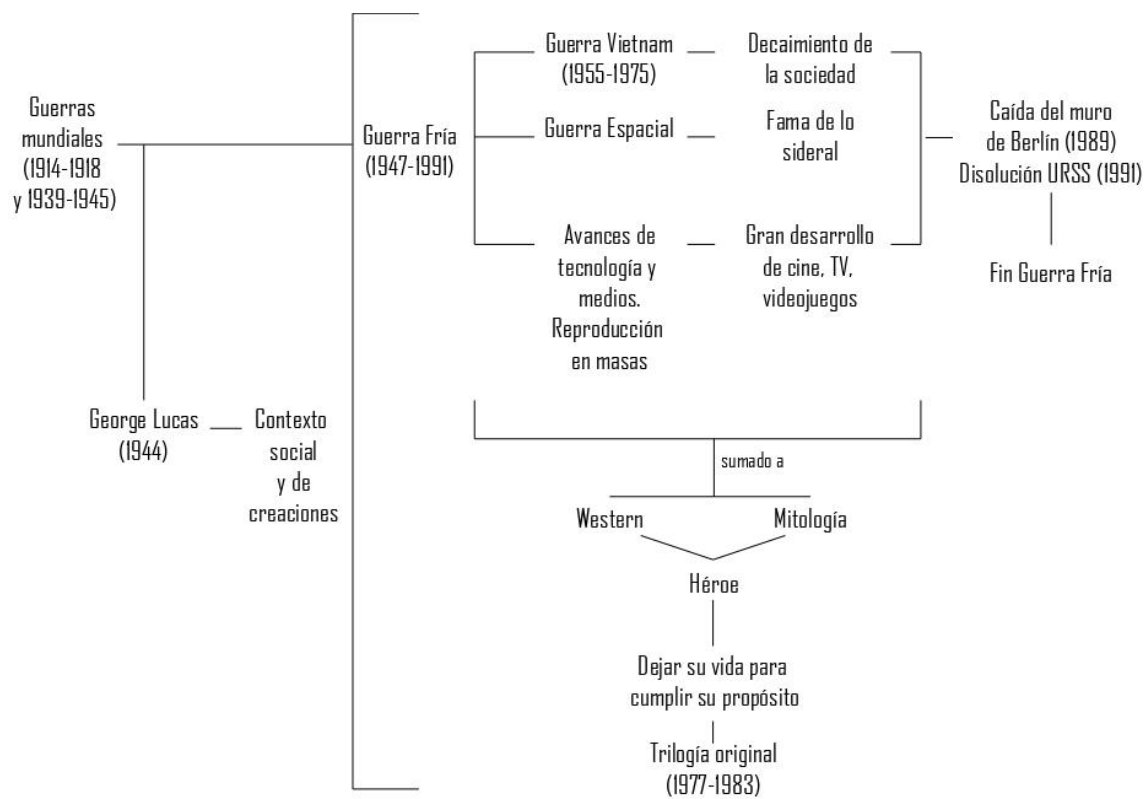 Guerras
mundiales
(1914-1918
y 1939-1945)
George Lucas
(1944)
Contexto
social
y de
creaciones
Guerra Fría
(1947-1991)
Guerra Vietnam
(1955-1975)
Decaimiento de
la sociedad
Guerra Espacial
Fama de lo
sideral
Avances de
tecnología y
medios.
Reproducción
en masas
Gran desarrollo
de cine, TV,
videojuegos
Caída del muro
de Berlín (1989)
Disolución URSS (1991)
Fin Guerra Fría
sumado a
Western
Mitología
Héroe
Dejar su vida para
cumplir su propósito
Trilogía original
(1977-1983)